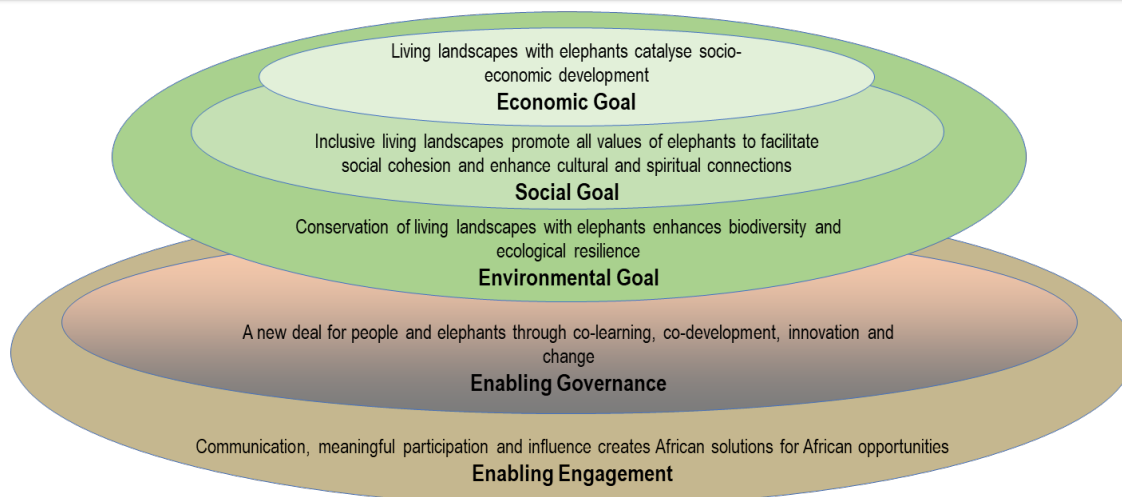 Living landscapes with elephants catalyse socio-
economic development
Economic Goal
Inclusive living landscapes promote all values of elephants to facilitate
social cohesion and enhance cultural and spiritual connections
Social Goal
Conservation of living landscapes with elephants enhances biodiversity and
ecological resilience
Environmental Goal
A new deal for people and elephants through co-learning, co-development, innovation and
change
Enabling Governance
Communication, meaningful participation and influence creates African solutions for African opportunities
Enabling Engagement